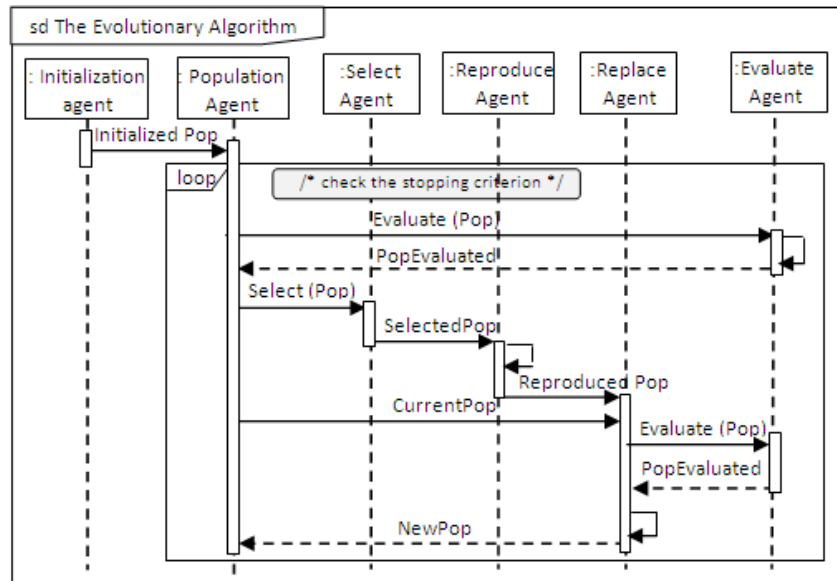 sd The Evolutionary Algorithm
: Initialization
agent
: Population
Agent
:Select
Agent
:Reproduce
Agent
:Replace
Agent
:Evaluate
Agent
Initialized Pop
loop
/* check the stopping criterion */
Evaluate (Pop)
PopEvaluated
Select (Pop)
SelectedPop
Reproduced Pop
CurrentPop
Evaluate (Pop)
PopEvaluated
NewPop